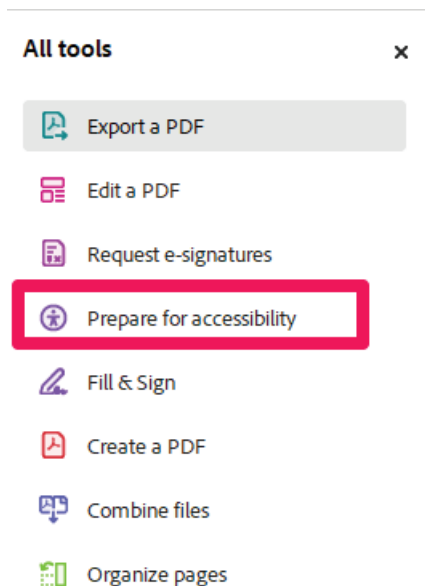 All tools
Export a PDF
Edit a PDF
Request e-signatures
Prepare for accessibility
Fill & Sign
Create a PDF
Combine files
Organize pages